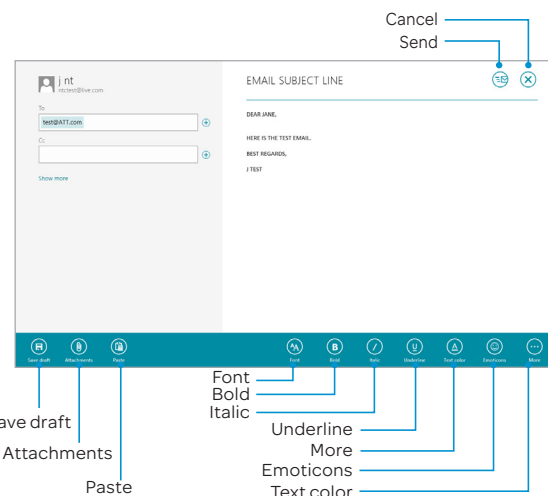 Cancel
Send
j nt
ntctest@live.com
EMAIL SUBJECT LINE
To
test@ATT.com
DEAR JANE,
HERE IS THE TEST EMAIL.
Cc
BEST REGARDS,
J TEST
Show more
Save draft Attachments Paste Font Bold Italic Underline Text color Emoticons More
Font
Bold
Italic
ave draft
Underline
Attachments
More
Emoticons
Paste
Text color